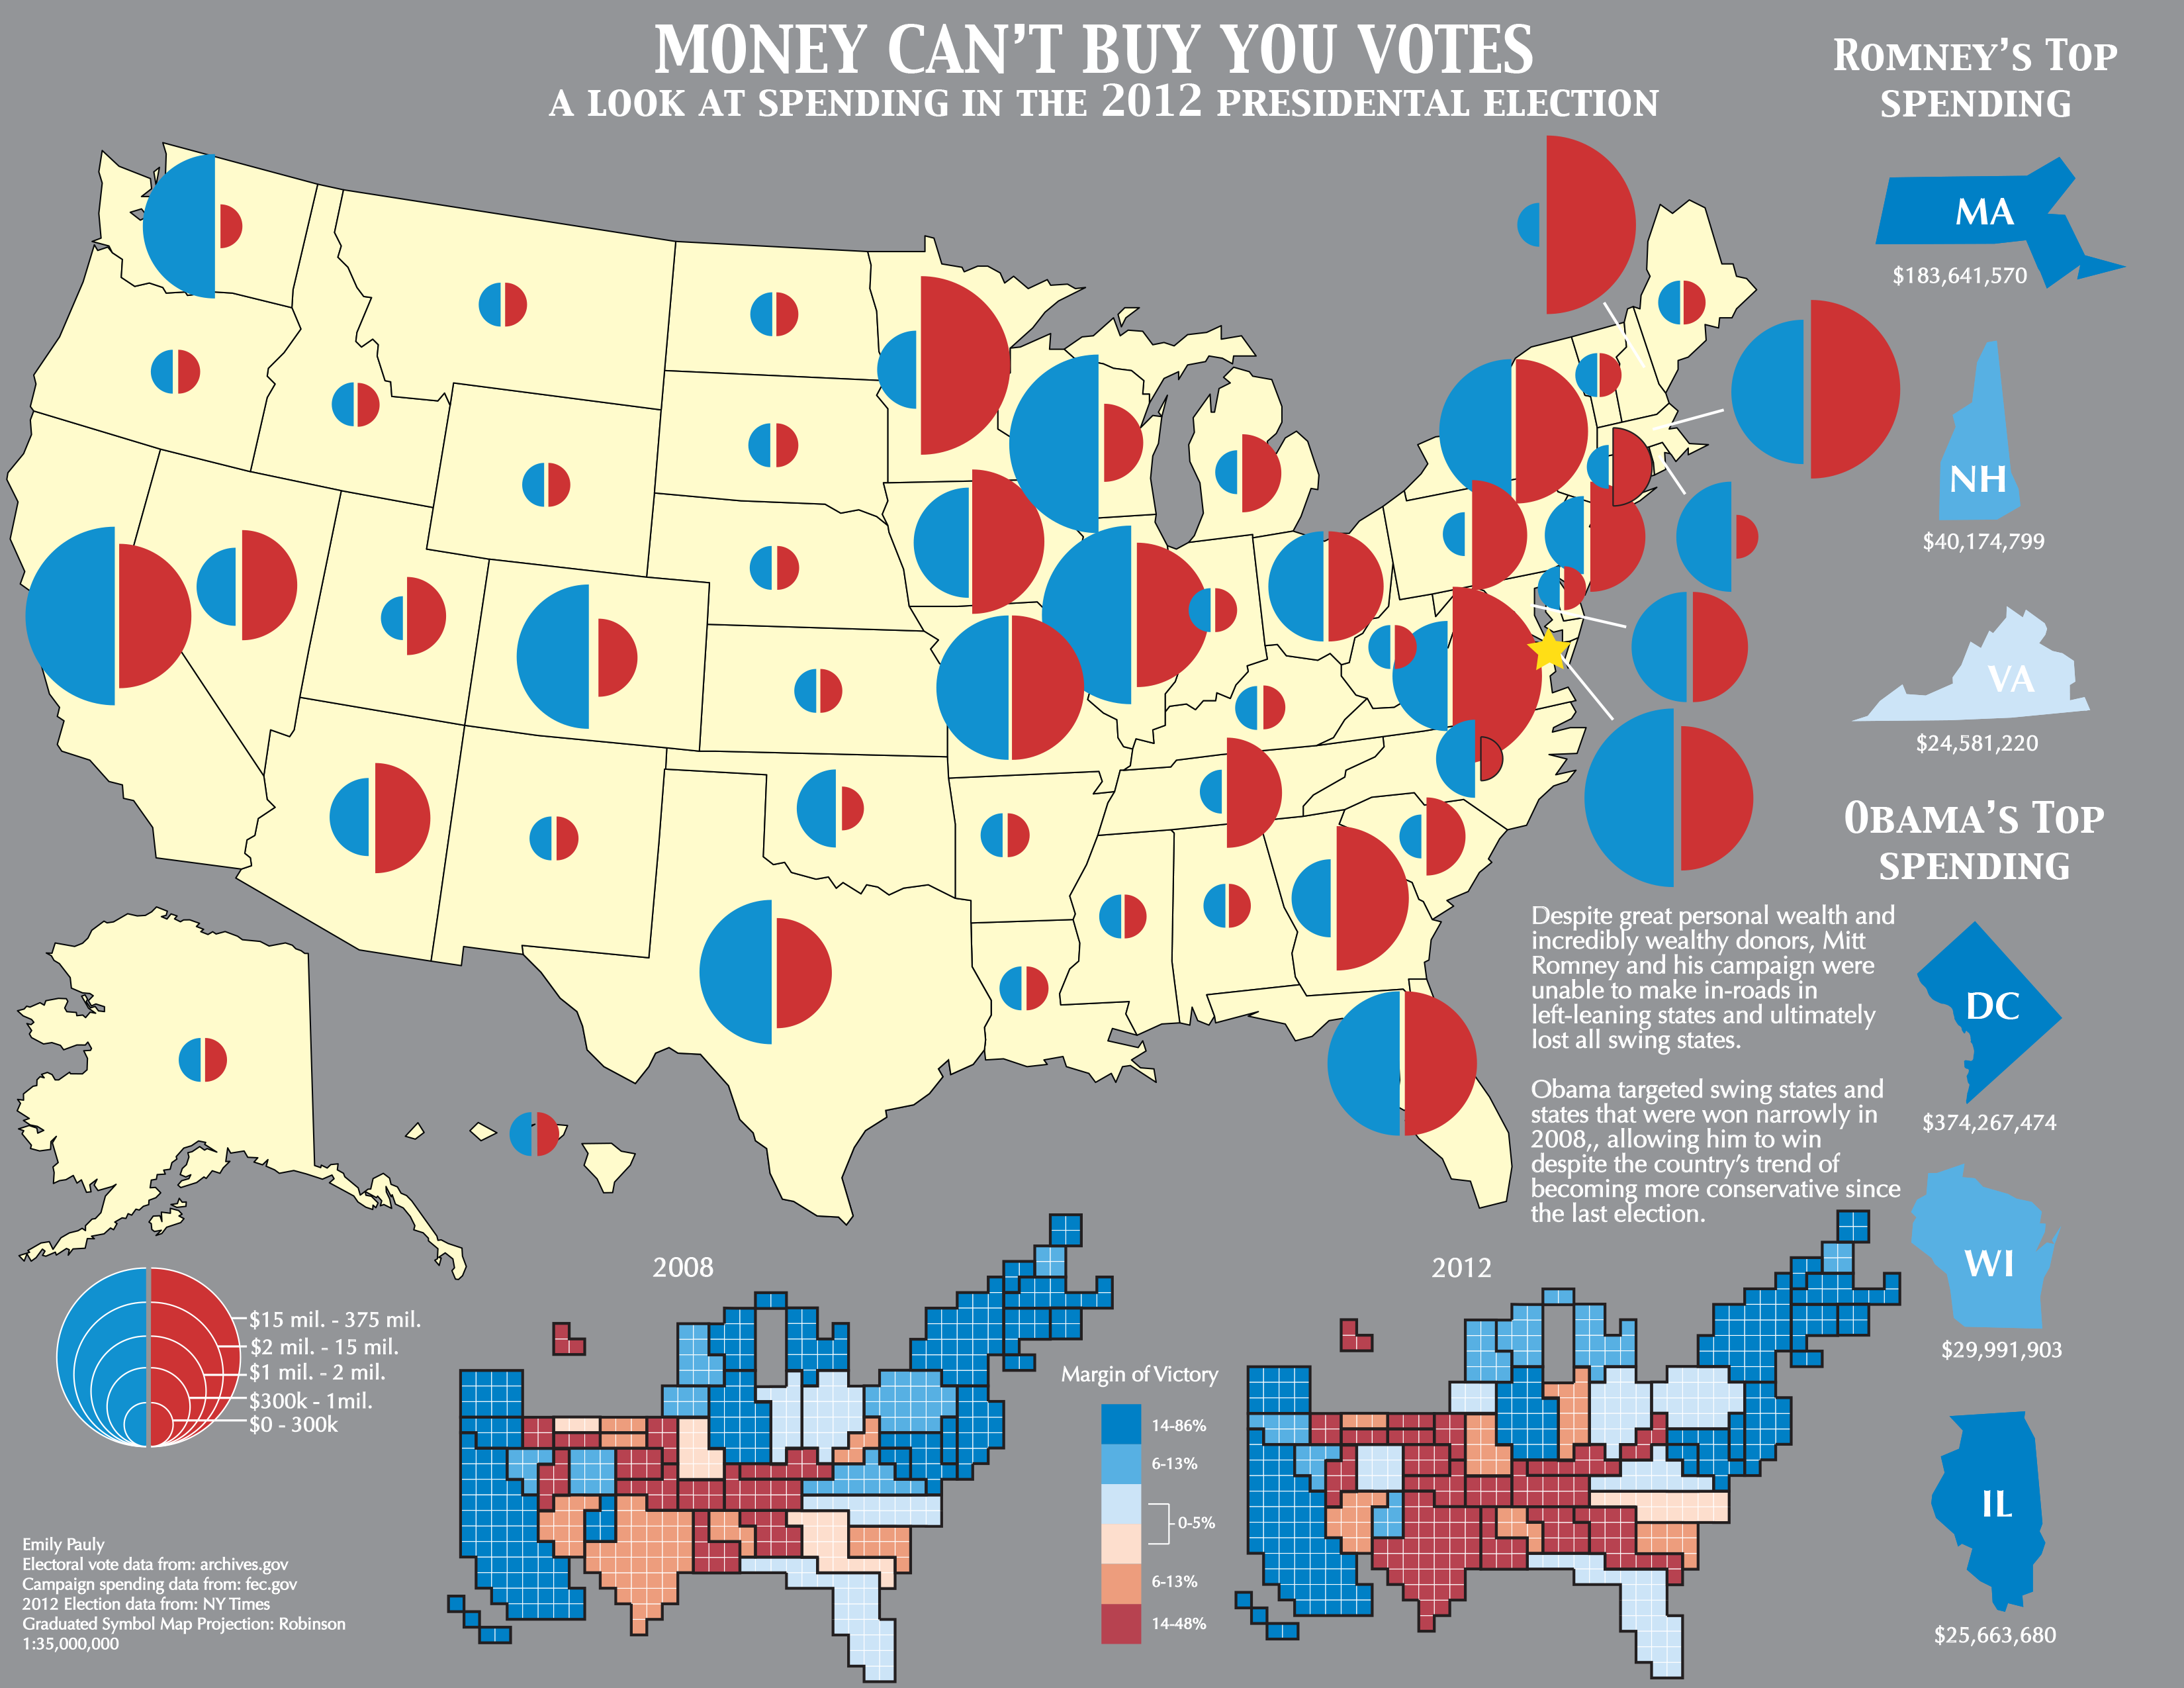 MONEY CAN'T BUY YOU VOTES
A LOOK AT SPENDING IN THE 2012 PRESIDENTAL ELECTION
ROMNEY'S TOP
SPENDING
MA
$183,641,570
NH
$40,174,799
VA
$24,581,220
OBAMA'S TOP
SPENDING
DC
$374,267,474
WI
$29,991,903
IL
$25,663,680
Despite great personal wealth and
incredibly wealthy donors, Mitt
Romney and his campaign were
unable to make in-roads in
left-leaning states and ultimately
lost all swing states.
Obama targeted swing states and
states that were won narrowly in
2008,, allowing him to win
despite the country's trend of
becoming more conservative since
the last election.
$15 mil. - 375 mil.
$2 mil. - 15 mil.
$1 mil. - 2 mil.
$300k - 1mil.
$0 - 300k
2008
2012
Margin of Victory
14-86%
6-13%
0-5%
6-13%
14-48%
Emily Pauly
Electoral vote data from: archives.gov
Campaign spending data from: fec.gov
2012 Election data from: NY Times
Graduated Symbol Map Projection: Robinson
1:35,000,000